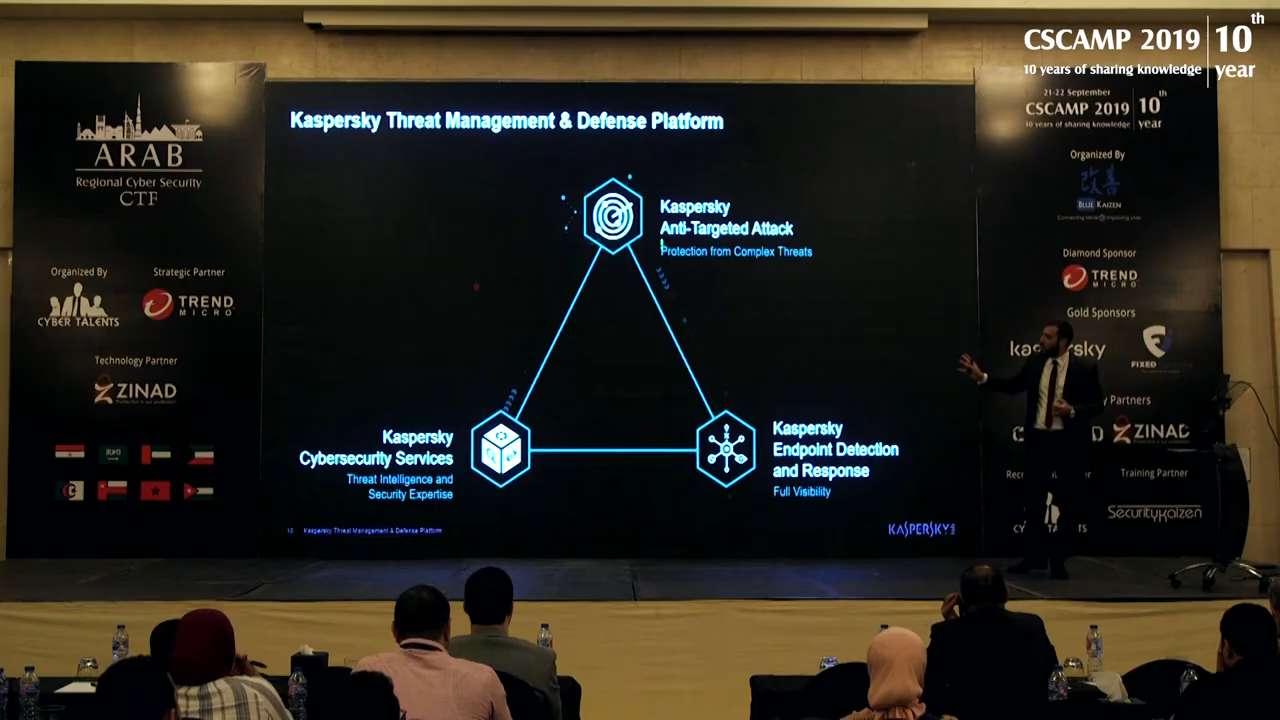 CSCAMP 2019 10th year
10 years of sharing knowledge
ARAB
Regional Cyber Security
CTF
Organized By
Strategic Partner
CYBER TALENTS
TREND MICRO
Technology Partner
ZINAD
Kaspersky Threat Management & Defense Platform
Kaspersky
Anti-Targeted Attack
Protection from Complex Threats
Kaspersky
Cybersecurity Services
Threat Intelligence and
Security Expertise
Kaspersky
Endpoint Detection
and Response
Full Visibility
Kaspersky Threat Management & Defense Platform
KASPERSKY
21-22 September
CSCAMP 2019 10th year
10 years of sharing knowledge
Organized By
改善
BLUE KAIZEN
Diamond Sponsor
TREND MICRO
Gold Sponsors
FIXED
Partners
ZINAD
Training Partner
Securitykaizen